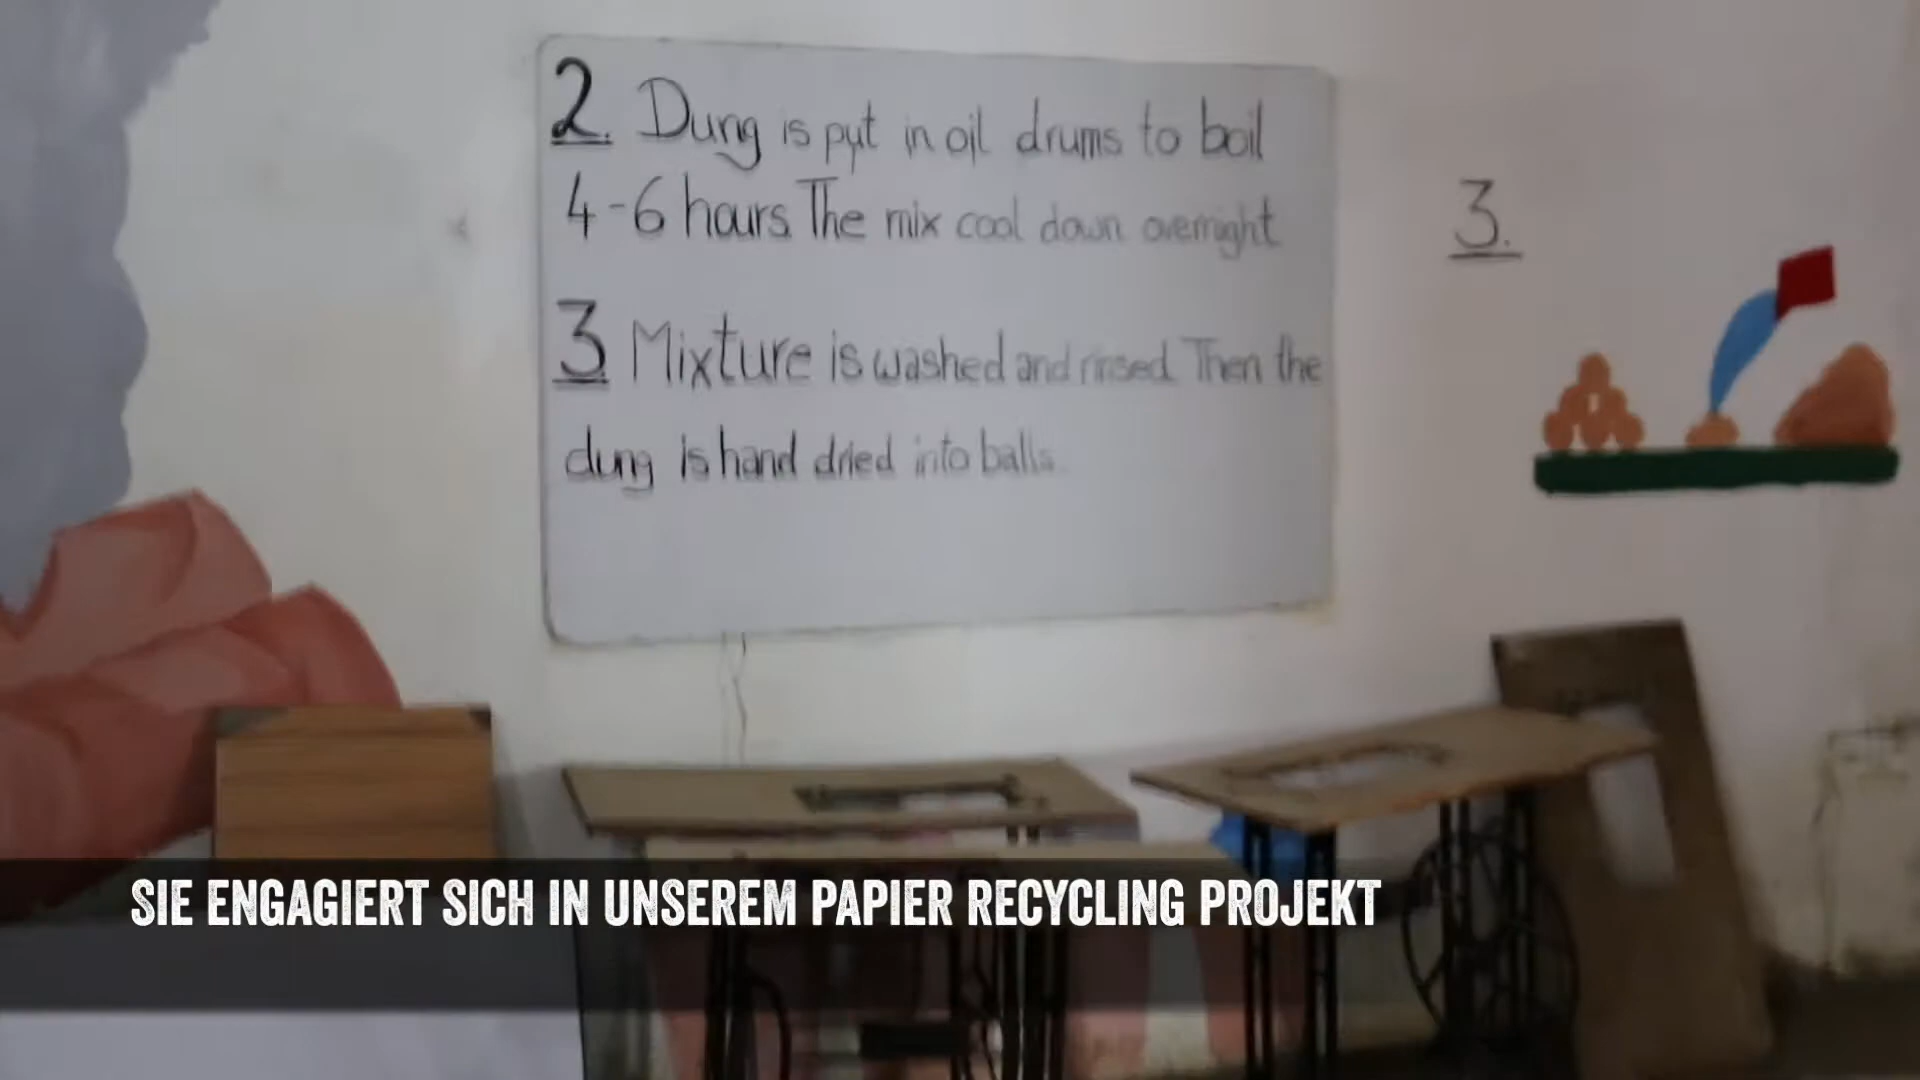 2. Dung is put in oil drums to boil
4-6 hours. The mix cool down overnight
3. Mixture is washed and rinsed. Then the
dung is hand dried into balls.
3.
SIE ENGAGIERT SICH IN UNSEREM PAPIER RECYCLING PROJEKT